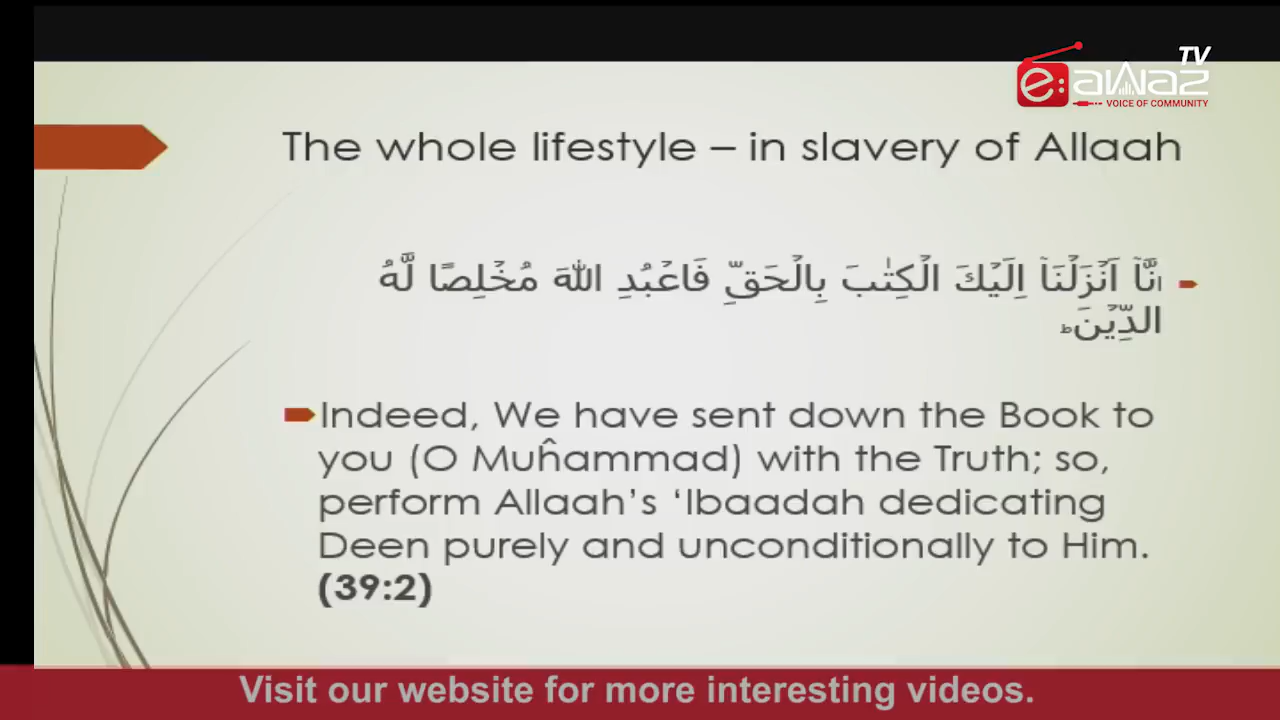 TV
e:awaz
VOICE OF COMMUNITY
The whole lifestyle – in slavery of Allaah
اِنَّاۤ اَنْزَلْنَاۤ اِلَيْكَ الْكِتٰبَ بِالْحَقِّ فَاعْبُدِ اللّٰهَ مُخْلِصًا لَّهُ
الدِّيْنَؕ
Indeed, We have sent down the Book to
you (O Muĥammad) with the Truth; so,
perform Allaah’s ‘Ibaadah dedicating
Deen purely and unconditionally to Him.
(39:2)
Visit our website for more interesting videos.